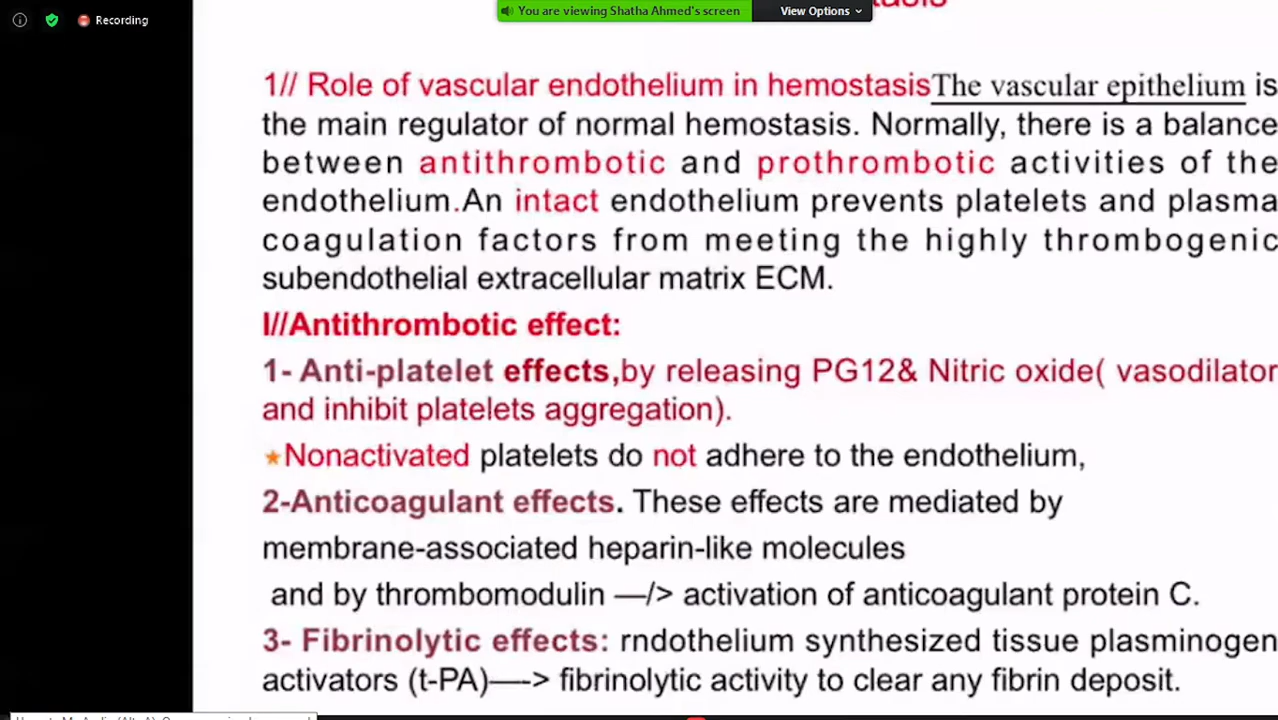 Recording
You are viewing Shatha Ahmed's screen
View Options
1// Role of vascular endothelium in hemostasisThe vascular epithelium is
the main regulator of normal hemostasis. Normally, there is a balance
between antithrombotic and prothrombotic activities of the
endothelium.An intact endothelium prevents platelets and plasma
coagulation factors from meeting the highly thrombogenic
subendothelial extracellular matrix ECM.
I//Antithrombotic effect:
1- Anti-platelet effects,by releasing PG12& Nitric oxide( vasodilator
and inhibit platelets aggregation).
Nonactivated platelets do not adhere to the endothelium,
2-Anticoagulant effects. These effects are mediated by
membrane-associated heparin-like molecules
and by thrombomodulin —/> activation of anticoagulant protein C.
3- Fibrinolytic effects: rndothelium synthesized tissue plasminogen
activators (t-PA)—-> fibrinolytic activity to clear any fibrin deposit.